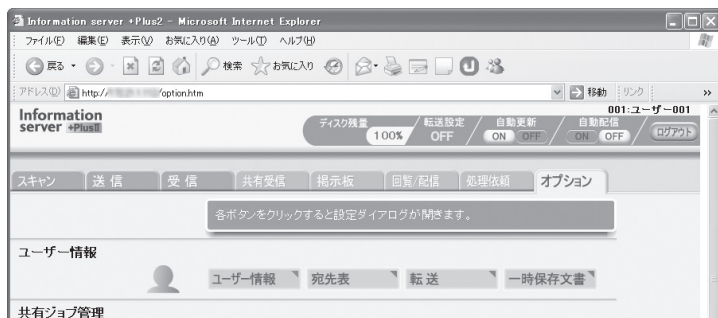 Information server +Plus2 - Microsoft Internet Explorer
ファイル(F) 編集(E) 表示(V) お気に入り(A) ツール(T) ヘルプ(H)
戻る 検索 お気に入り
アドレス(D) http:// /option.htm 移動 リンク »
Information server +PlusII
001:ユーザー001
ディスク残量 100% 転送設定 OFF 自動更新 ON OFF 自動配信 ON OFF ログアウト
スキャン 送信 受信 共有受信 掲示板 回覧/配信 処理依頼 オプション
各ボタンをクリックすると設定ダイアログが開きます。
ユーザー情報
ユーザー情報 宛先表 転送 一時保存文書
共有ジョブ管理